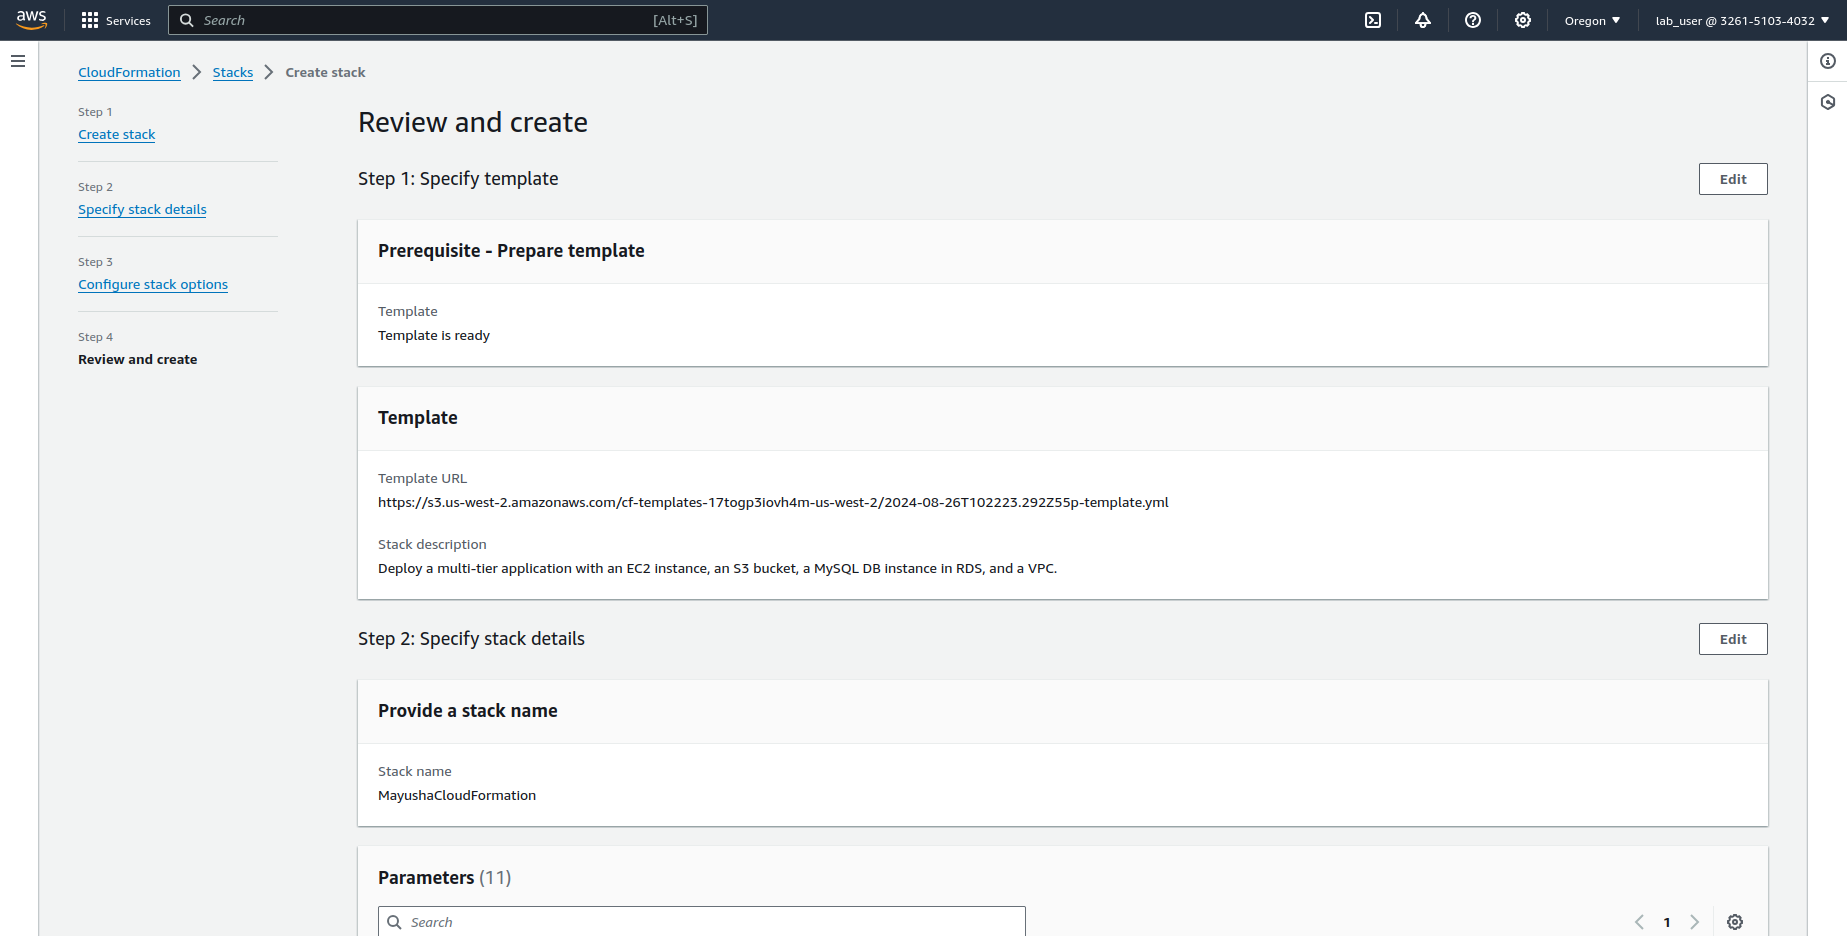 aws Services Search [Alt+S] Oregon lab_user @ 3261-5103-4032
CloudFormation Stacks Create stack
Step 1
Create stack
Step 2
Specify stack details
Step 3
Configure stack options
Step 4
Review and create
Review and create
Step 1: Specify template Edit
Prerequisite - Prepare template
Template
Template is ready
Template
Template URL
https://s3.us-west-2.amazonaws.com/cf-templates-17togp3iovh4m-us-west-2/2024-08-26T102223.292Z55p-template.yml
Stack description
Deploy a multi-tier application with an EC2 instance, an S3 bucket, a MySQL DB instance in RDS, and a VPC.
Step 2: Specify stack details Edit
Provide a stack name
Stack name
MayushaCloudFormation
Parameters (11)
Search 1